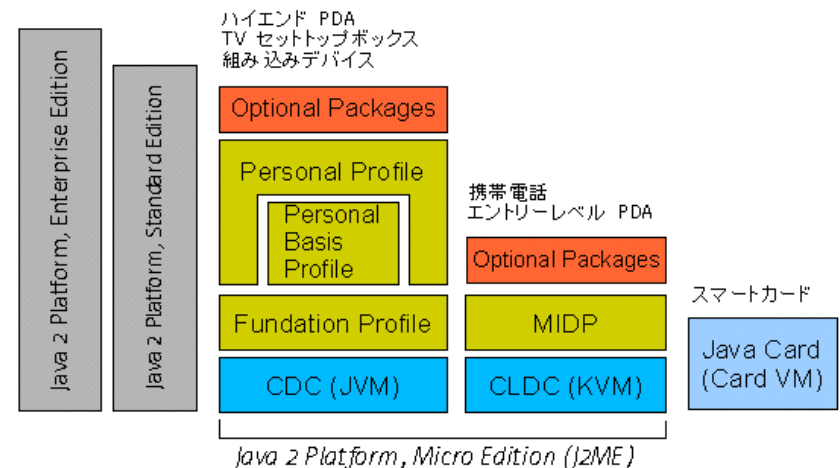 Java 2 Platform, Enterprise Edition
Java 2 Platform, Standard Edition
ハイエンド PDA
TV セットトップボックス
組み込みデバイス
Optional Packages
Personal Profile
Personal
Basis
Profile
Fundation Profile
CDC (JVM)
携帯電話
エントリーレベル PDA
Optional Packages
MIDP
CLDC (KVM)
スマートカード
Java Card
(Card VM)
Java 2 Platform, Micro Edition (J2ME)